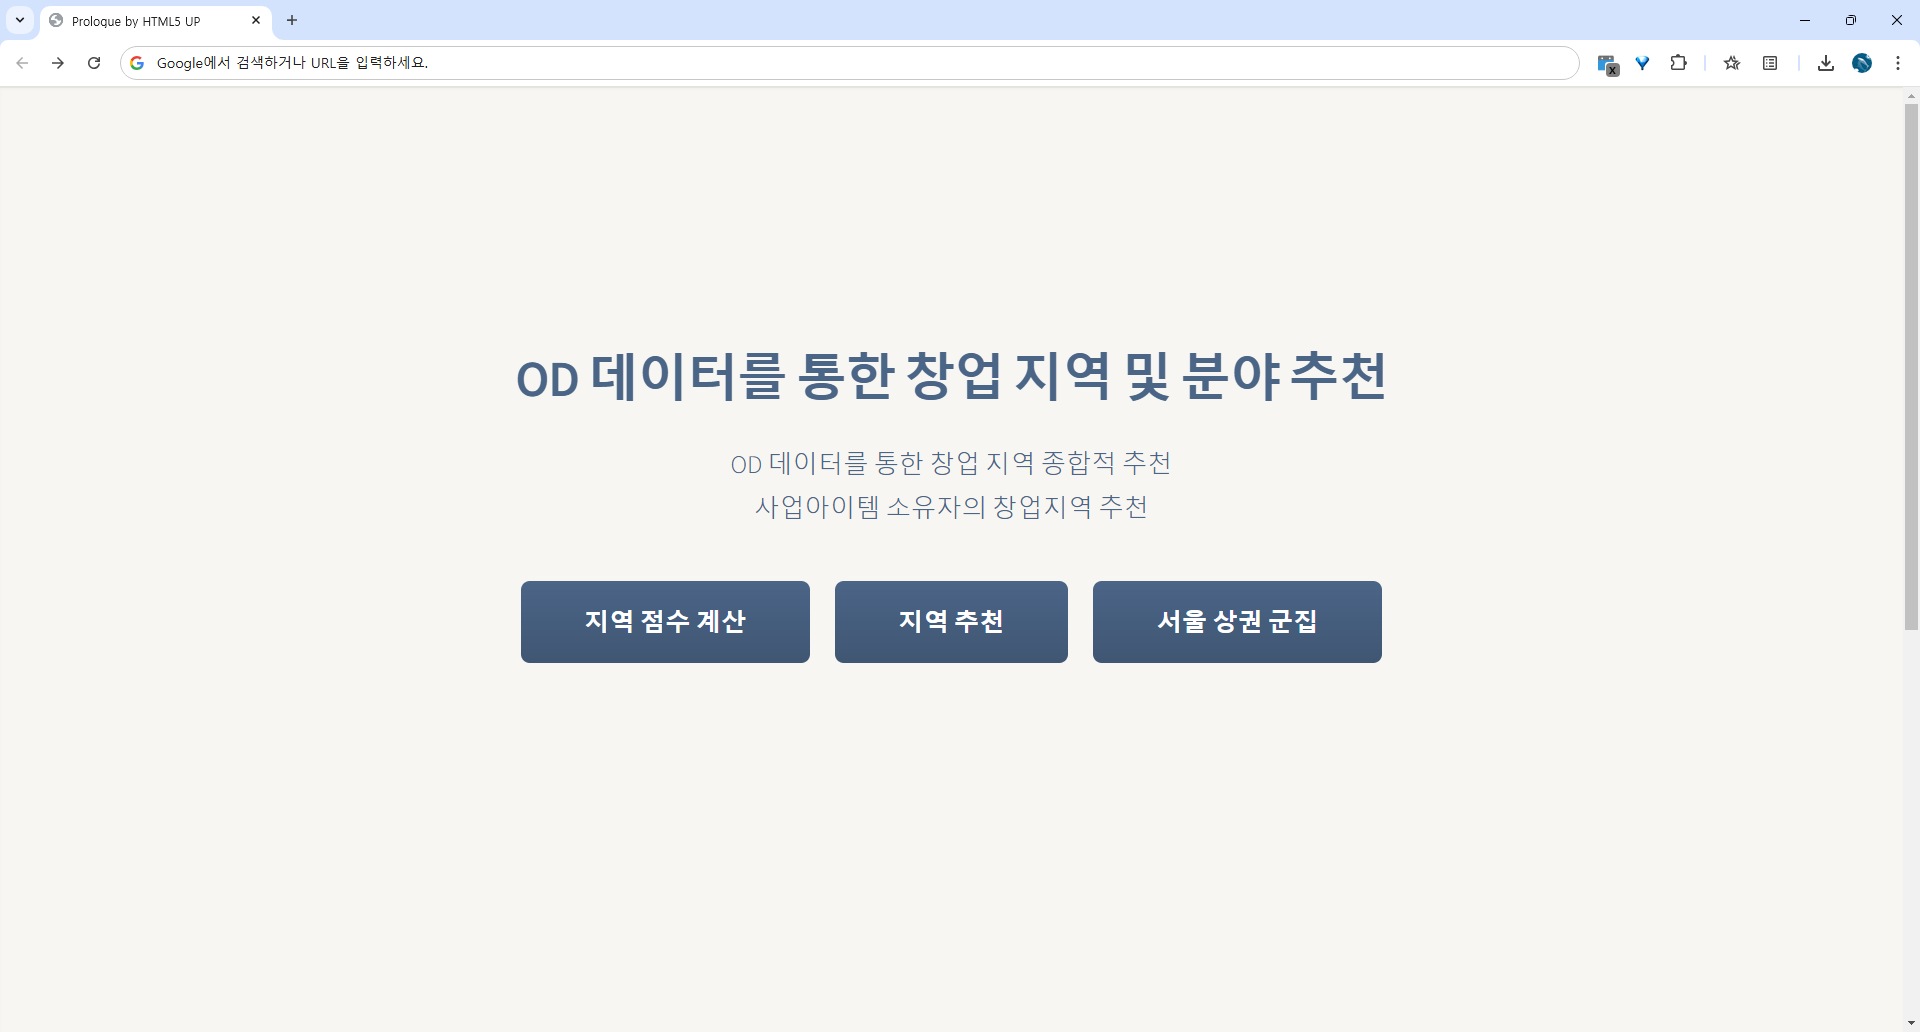 Prologue by HTML5 UP
Google에서 검색하거나 URL을 입력하세요.
OD 데이터를 통한 창업 지역 및 분야 추천
OD 데이터를 통한 창업 지역 종합적 추천
사업아이템 소유자의 창업지역 추천
지역 점수 계산
지역 추천
서울 상권 군집